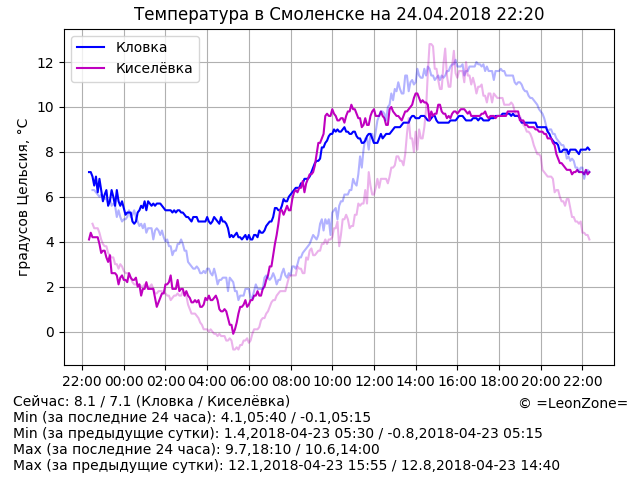 Температура в Смоленске на 24.04.2018 22:20
Кловка
Киселёвка
градусов Цельсия, °C
12
10
8
6
4
2
0
22:00 00:00 02:00 04:00 06:00 08:00 10:00 12:00 14:00 16:00 18:00 20:00 22:00
Сейчас: 8.1 / 7.1 (Кловка / Киселёвка)
© =LeonZone=
Min (за последние 24 часа): 4.1,05:40 / -0.1,05:15
Min (за предыдущие сутки): 1.4,2018-04-23 05:30 / -0.8,2018-04-23 05:15
Max (за последние 24 часа): 9.7,18:10 / 10.6,14:00
Max (за предыдущие сутки): 12.1,2018-04-23 15:55 / 12.8,2018-04-23 14:40